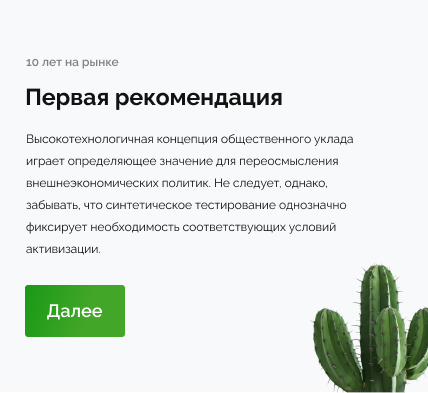 10 лет на рынке
Первая рекомендация
Высокотехнологичная концепция общественного уклада
играет определяющее значение для переосмысления
внешнеэкономических политик. Не следует, однако,
забывать, что синтетическое тестирование однозначно
фиксирует необходимость соответствующих условий
активизации.
Далее